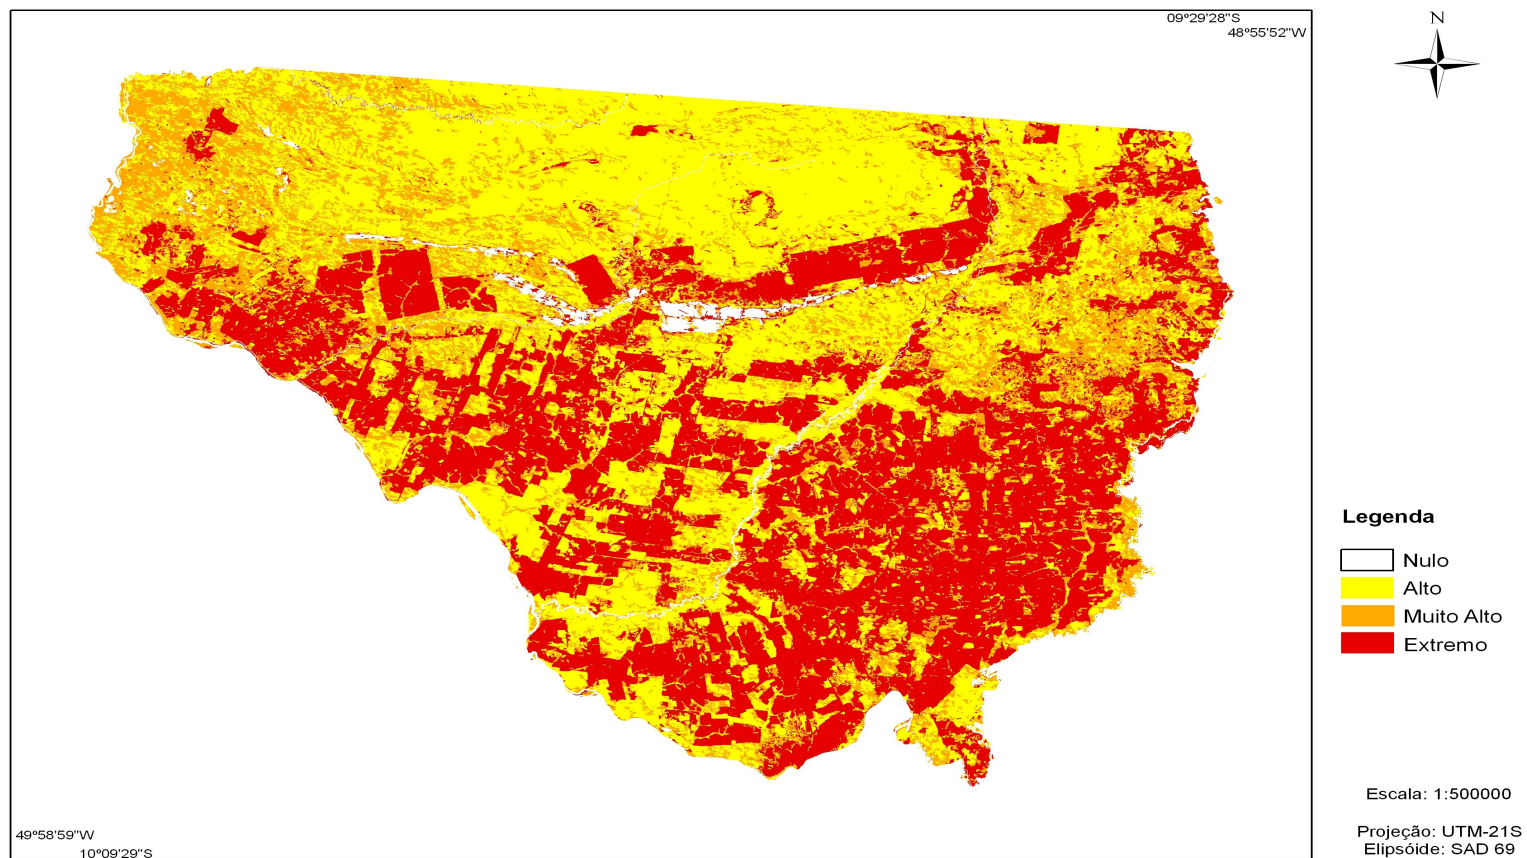 09º29'28"S
48º55'52"W
N
Legenda
Nulo
Alto
Muito Alto
Extremo
Escala: 1:500000
Projeção: UTM-21S
Elipsóide: SAD 69
49º58'59"W
10º09'29"S